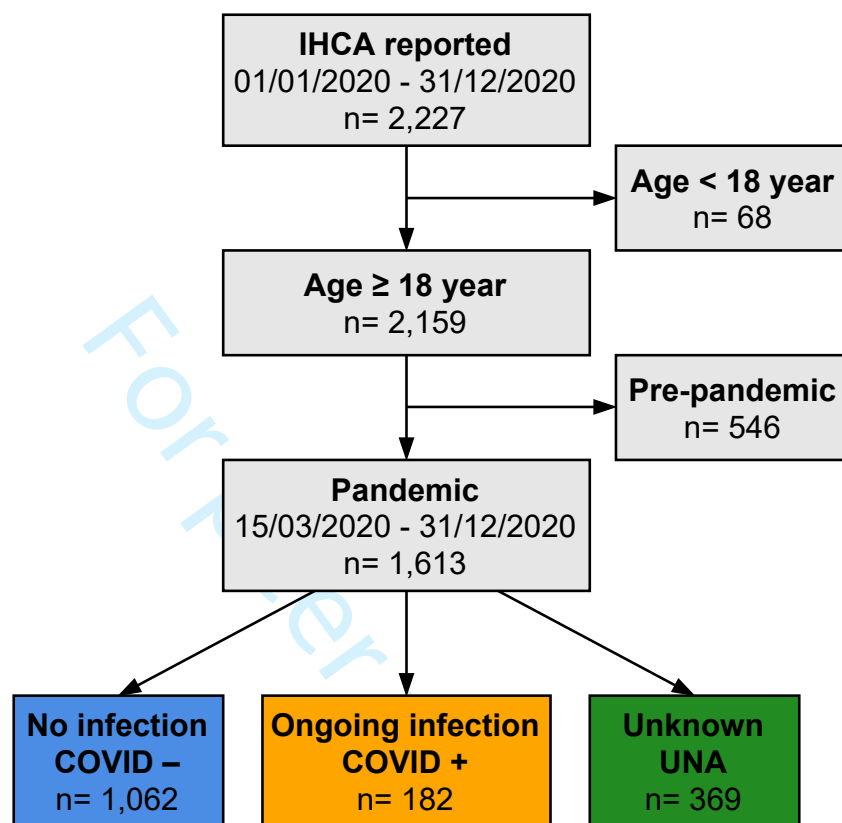 IHCA reported
01/01/2020 - 31/12/2020
n= 2,227
Age < 18 year
n= 68
Age ≥ 18 year
n= 2,159
Pre-pandemic
n= 546
Pandemic
15/03/2020 - 31/12/2020
n= 1,613
No infection
COVID –
n= 1,062
Ongoing infection
COVID +
n= 182
Unknown
UNA
n= 369
For